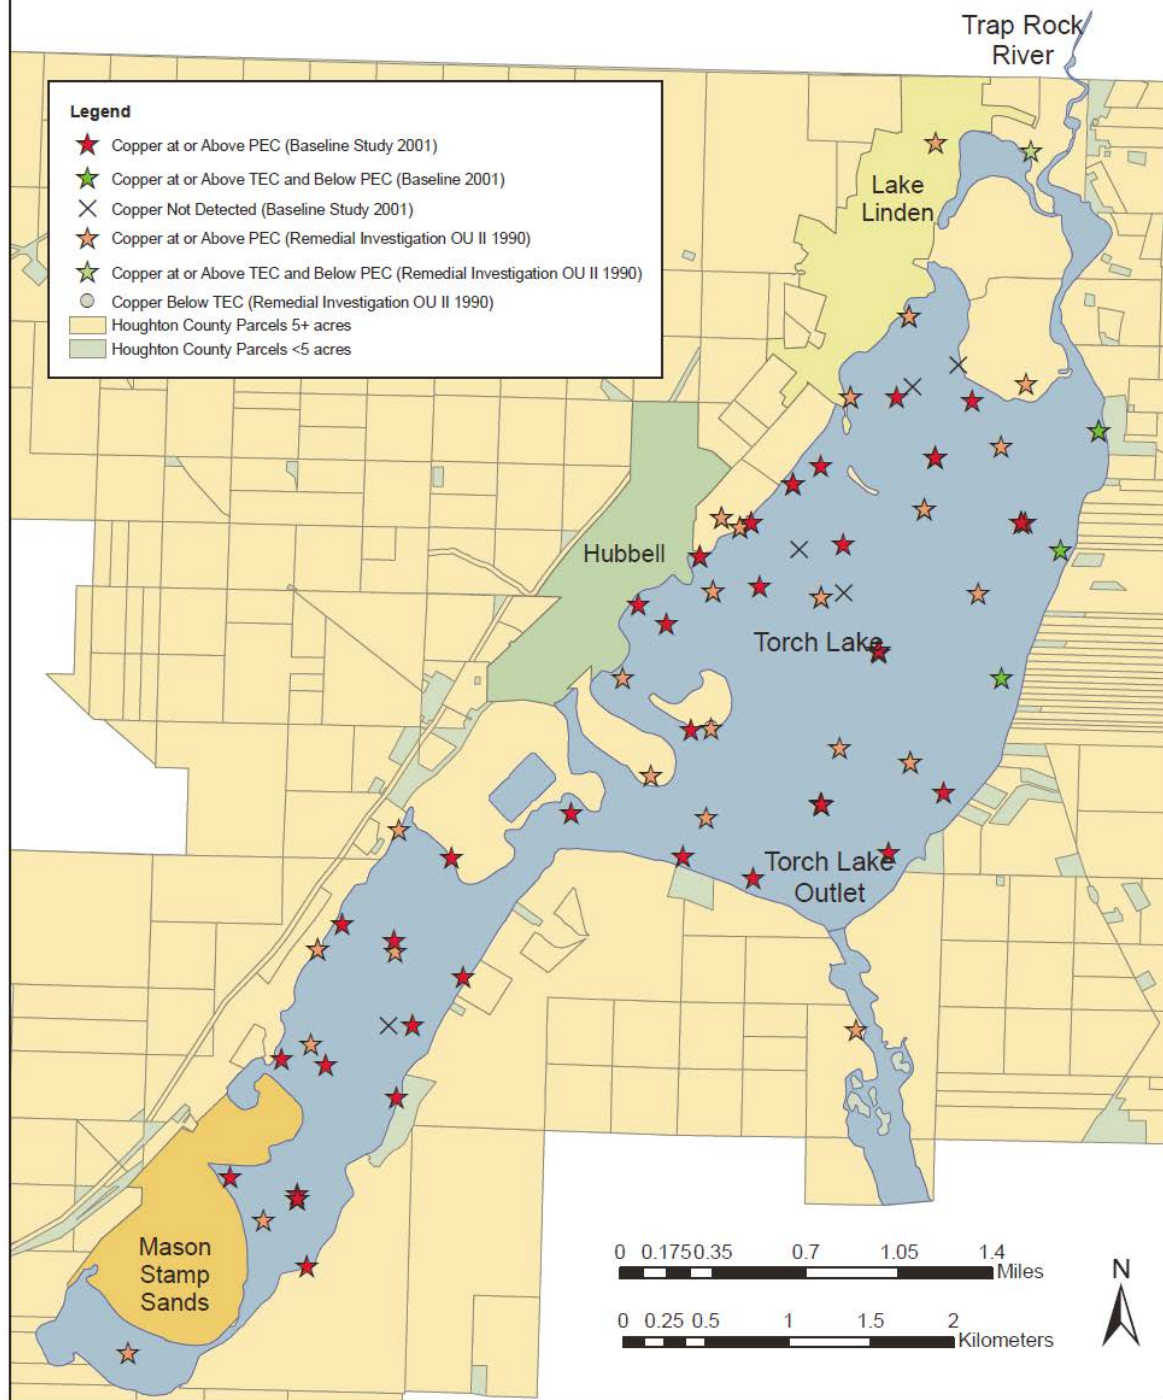 Trap Rock
River
Legend
Copper at or Above PEC (Baseline Study 2001)
Copper at or Above TEC and Below PEC (Baseline 2001)
Copper Not Detected (Baseline Study 2001)
Copper at or Above PEC (Remedial Investigation OU II 1990)
Copper at or Above TEC and Below PEC (Remedial Investigation OU II 1990)
Copper Below TEC (Remedial Investigation OU II 1990)
Houghton County Parcels 5+ acres
Houghton County Parcels <5 acres
Lake
Linden
Hubbell
Torch Lake
Torch Lake
Outlet
Mason
Stamp
Sands
0 0.175 0.35 0.7 1.05 1.4
Miles
0 0.25 0.5 1 1.5 2
Kilometers
N